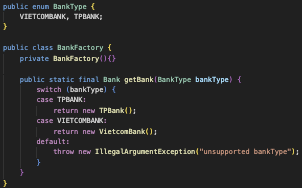 public enum BankType {
    VIETCOMBANK, TPBANK;
}

public class BankFactory {
    private BankFactory(){}

    public static final Bank getBank(BankType bankType) {
        switch (bankType) {
        case TPBANK:
            return new TPBank();
        case VIETCOMBANK:
            return new VietcomBank();
        default:
            throw new IllegalArgumentException("unsupported bankType");
        }
    }
}